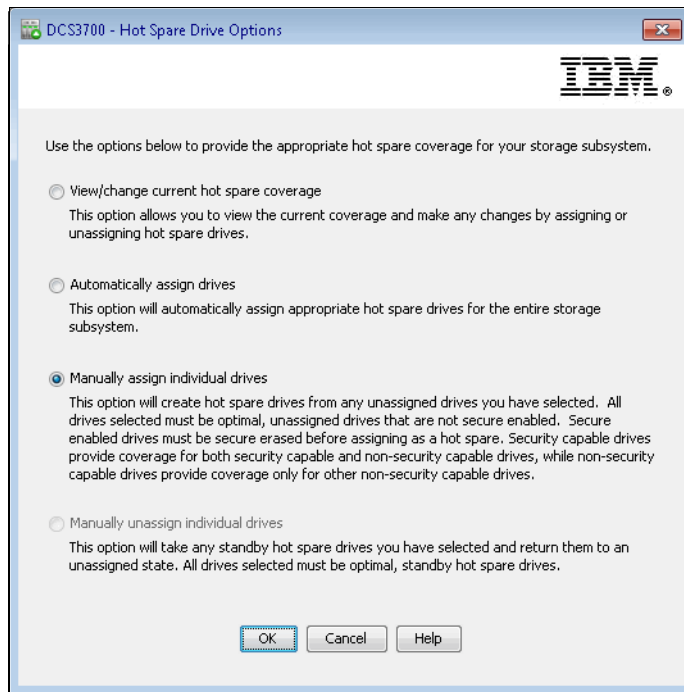 DCS3700 - Hot Spare Drive Options
IBM®
Use the options below to provide the appropriate hot spare coverage for your storage subsystem.
View/change current hot spare coverage
This option allows you to view the current coverage and make any changes by assigning or
unassigning hot spare drives.
Automatically assign drives
This option will automatically assign appropriate hot spare drives for the entire storage
subsystem.
Manually assign individual drives
This option will create hot spare drives from any unassigned drives you have selected. All
drives selected must be optimal, unassigned drives that are not secure enabled. Secure
enabled drives must be secure erased before assigning as a hot spare. Security capable drives
provide coverage for both security capable and non-security capable drives, while non-security
capable drives provide coverage only for other non-security capable drives.
Manually unassign individual drives
This option will take any standby hot spare drives you have selected and return them to an
unassigned state. All drives selected must be optimal, standby hot spare drives.
OK Cancel Help